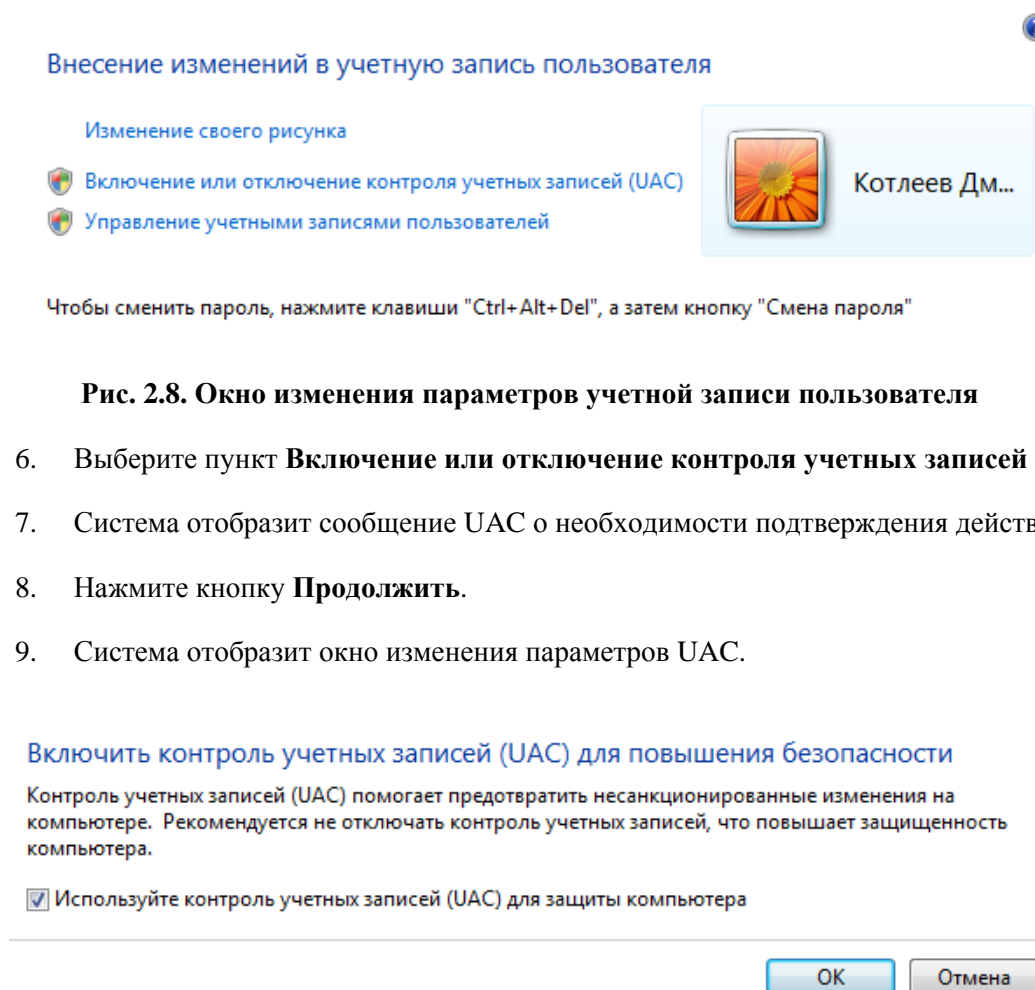 Внесение изменений в учетную запись пользователя
Изменение своего рисунка
Включение или отключение контроля учетных записей (UAC)
Управление учетными записями пользователей
Котлеев Дм...
Чтобы сменить пароль, нажмите клавиши "Ctrl+Alt+Del", а затем кнопку "Смена пароля"
Рис. 2.8. Окно изменения параметров учетной записи пользователя
6. Выберите пункт Включение или отключение контроля учетных записей
7. Система отобразит сообщение UAC о необходимости подтверждения действ
8. Нажмите кнопку Продолжить.
9. Система отобразит окно изменения параметров UAC.
Включить контроль учетных записей (UAC) для повышения безопасности
Контроль учетных записей (UAC) помогает предотвратить несанкционированные изменения на
компьютере. Рекомендуется не отключать контроль учетных записей, что повышает защищенность
компьютера.
Используйте контроль учетных записей (UAC) для защиты компьютера
ОК
Отмена